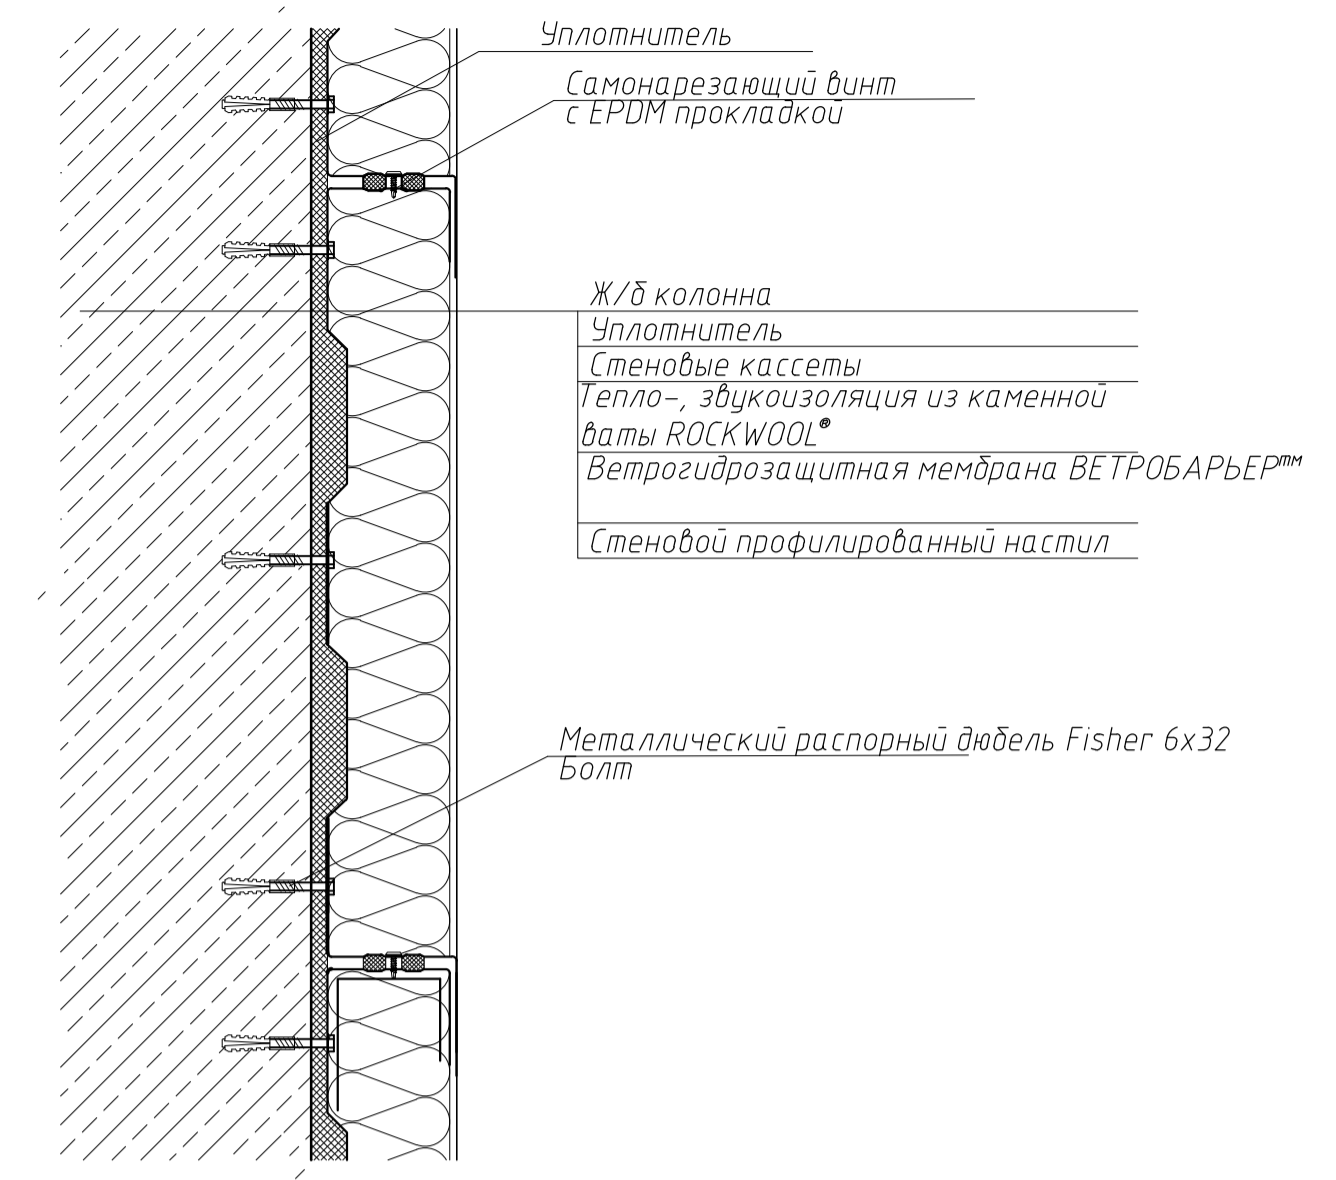 Уплотнитель
Самонарезающий винт
с EPDM прокладкой
Ж/б колонна
Уплотнитель
Стеновые кассеты
Тепло-, звукоизоляция из каменной
ваты ROCKWOOL®
Ветрогидрозащитная мембрана ВЕТРОБАРЬЕР™
Стеновой профилированный настил
Металлический распорный дюбель Fisher 6x32
Болт